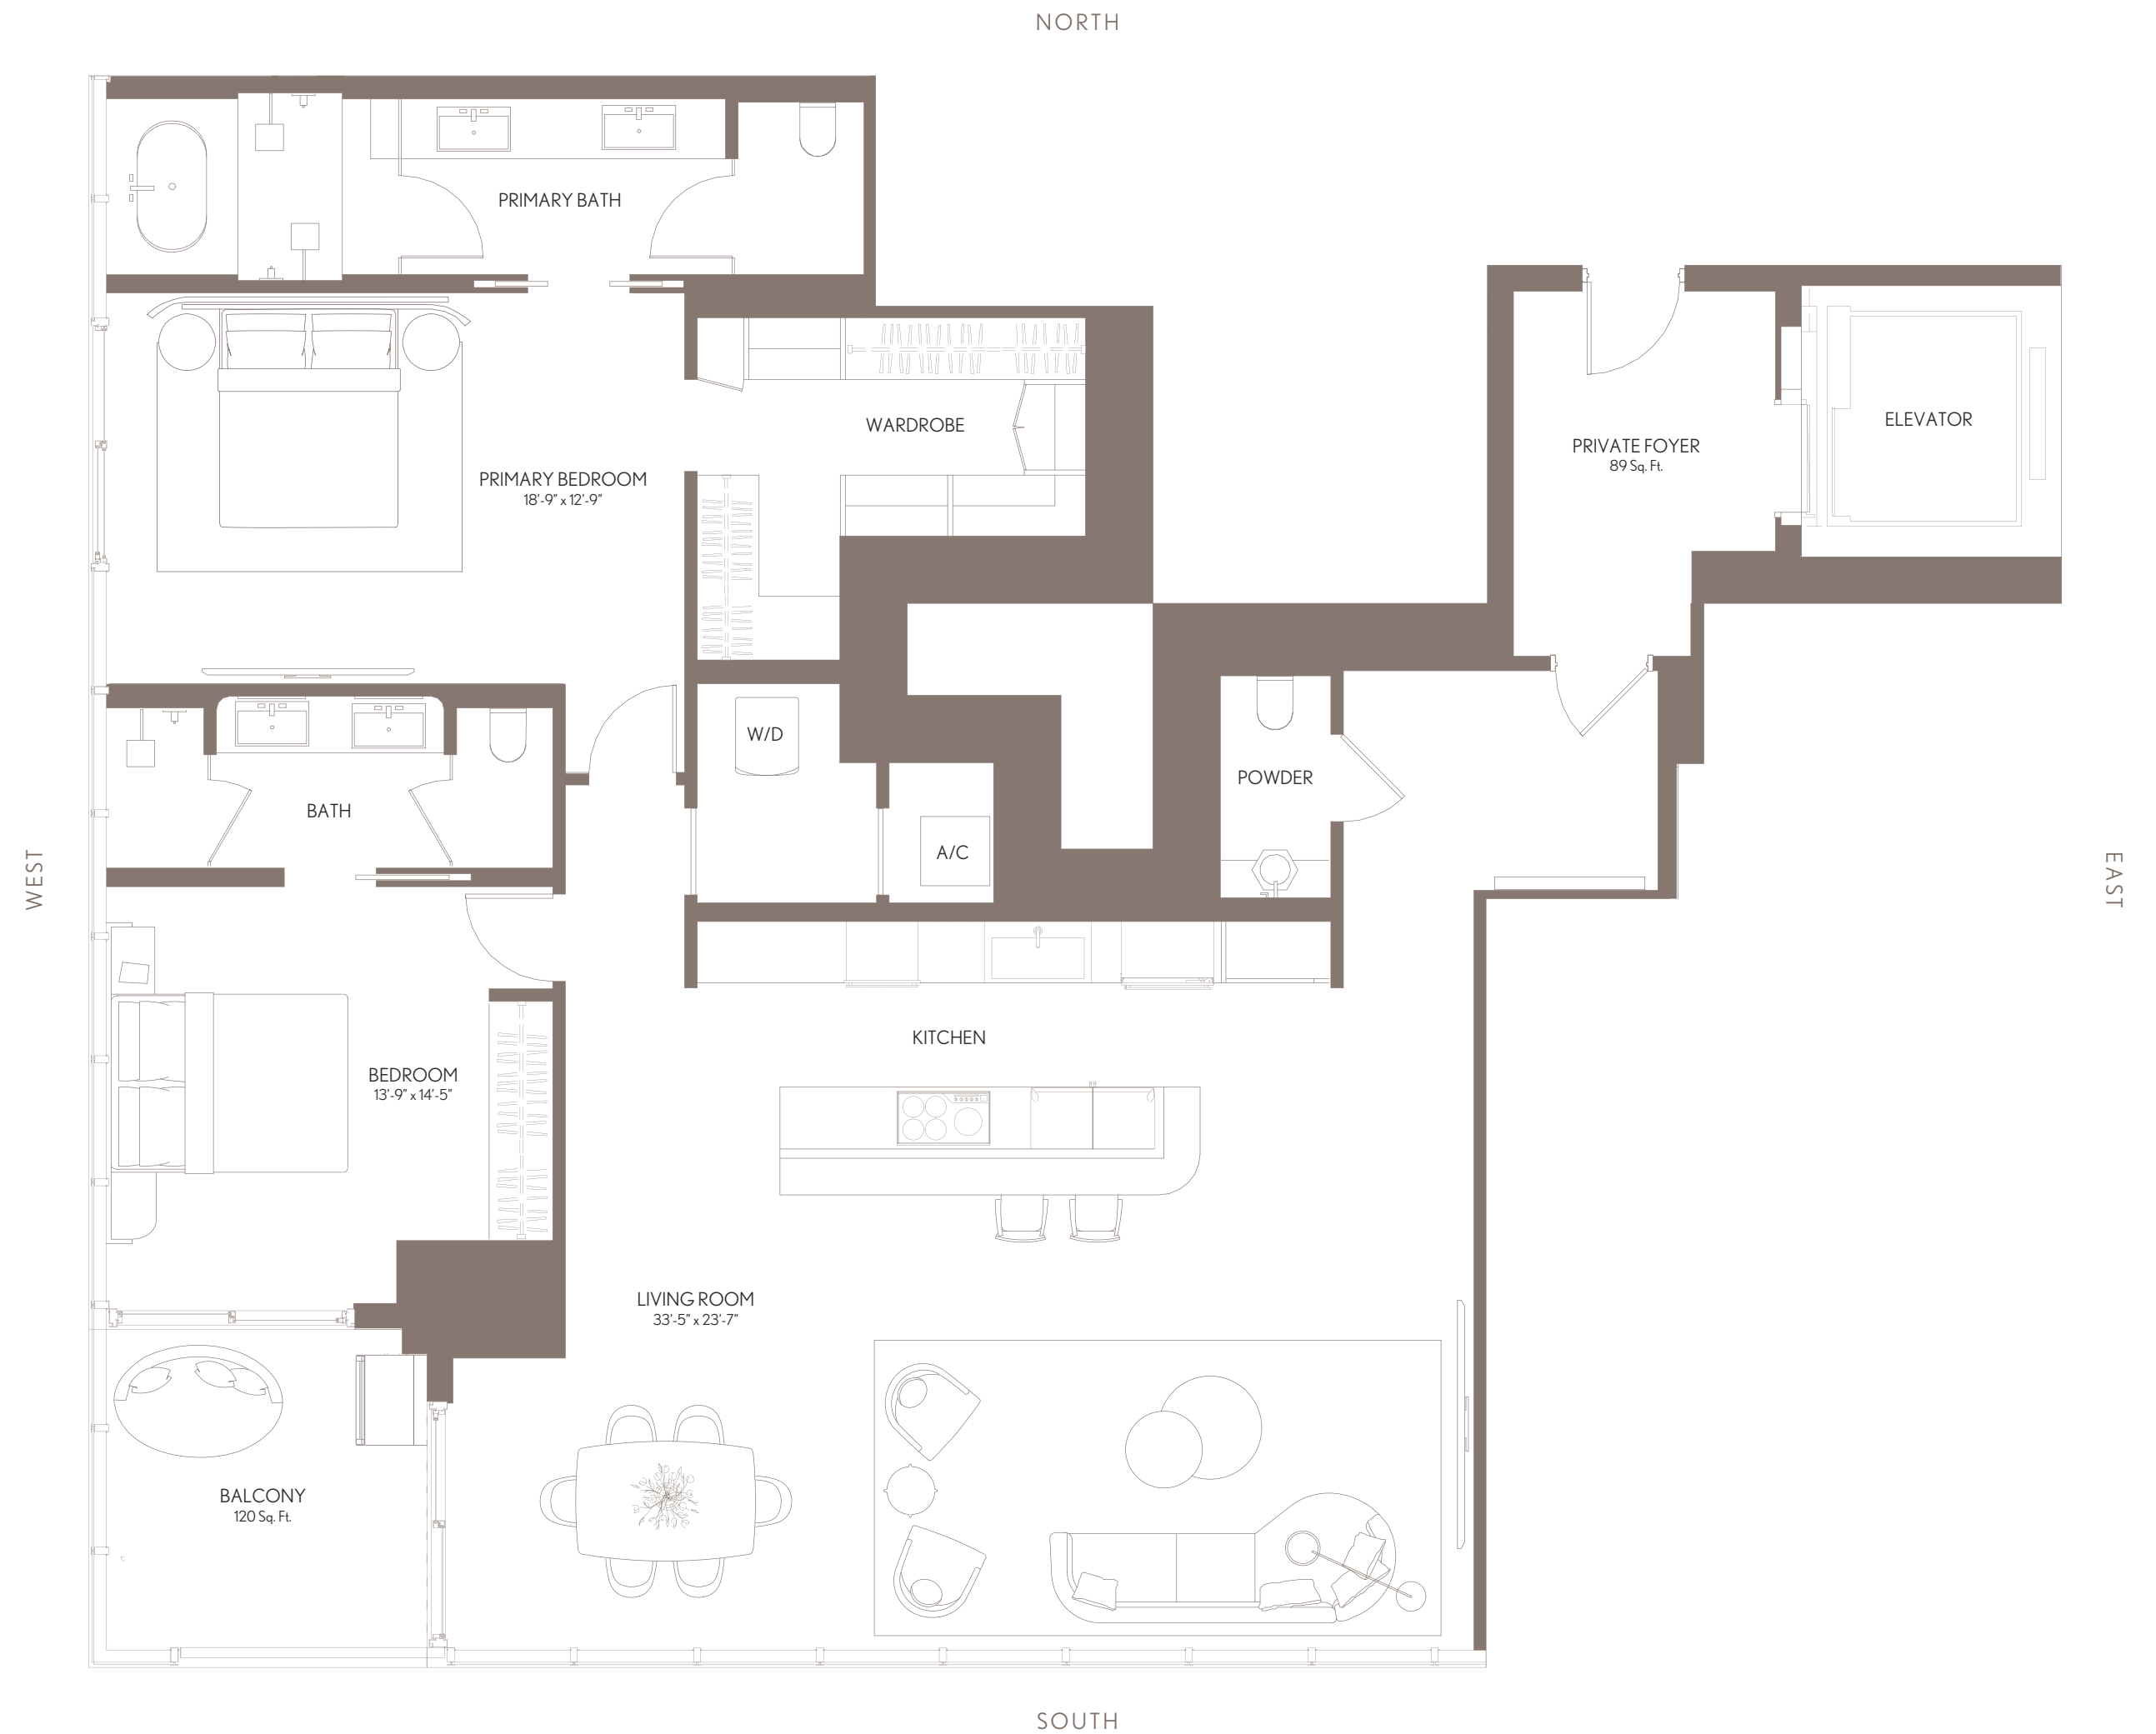 NORTH
PRIMARY BATH
WARDROBE
ELEVATOR
PRIVATE FOYER
89 Sq. Ft.
PRIMARY BEDROOM
18'-9" x 12'-9"
W/D
POWDER
BATH
A/C
WEST
EAST
KITCHEN
BEDROOM
13'-9" x 14'-5"
LIVING ROOM
33'-5" x 23'-7"
BALCONY
120 Sq. Ft.
SOUTH